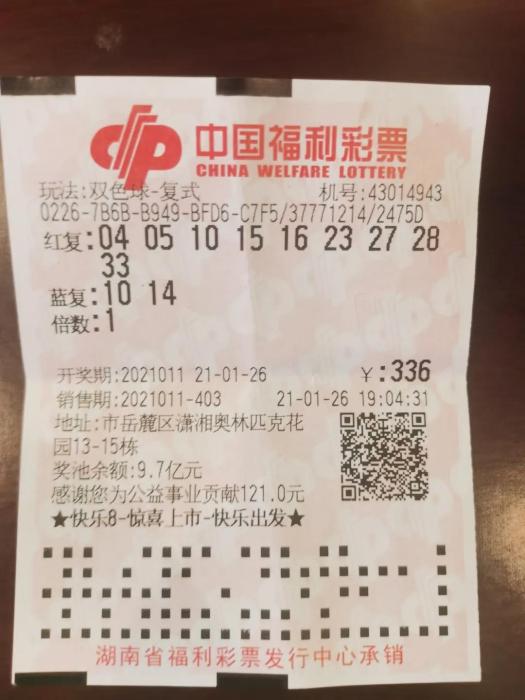 中国福利彩票
CHINA WELFARE LOTTERY
玩法:双色球-复式 机号:43014943
0226-7B6B-B949-BFD6-C7F5/37771214/2475D
红复:04 05 10 15 16 23 27 28
33
蓝复:10 14
倍数:1
开奖期:2021011 21-01-26 ¥:336
销售期:2021011-403 21-01-26 19:04:31
地址:市岳麓区潇湘奥林匹克花
园13-15栋
奖池余额:9.7亿元
感谢您为公益事业贡献121.0元
★快乐8-惊喜上市-快乐出发★
湖南省福利彩票发行中心承销